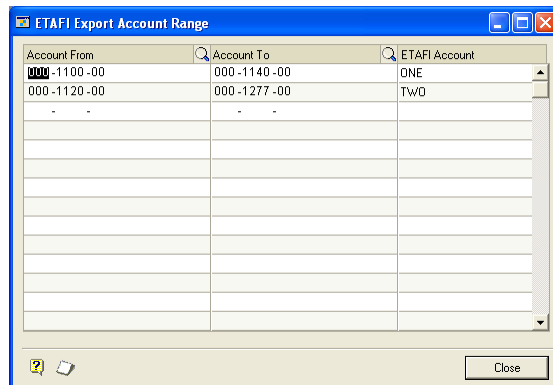 ETAFI Export Account Range
Account From Account To ETAFI Account
000 -1100 -00 000 -1140 -00 ONE
000 -1120 -00 000 -1277 -00 TWO
- - - -
Close